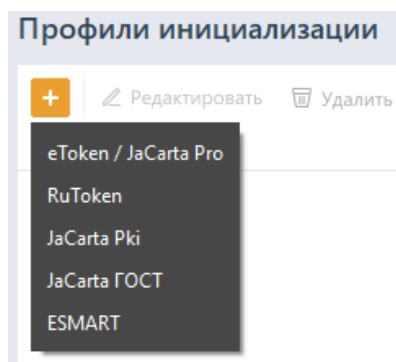 Профили инициализации
Редактировать Удалить
eToken / JaCarta Pro
RuToken
JaCarta Pki
JaCarta ГОСТ
ESMART